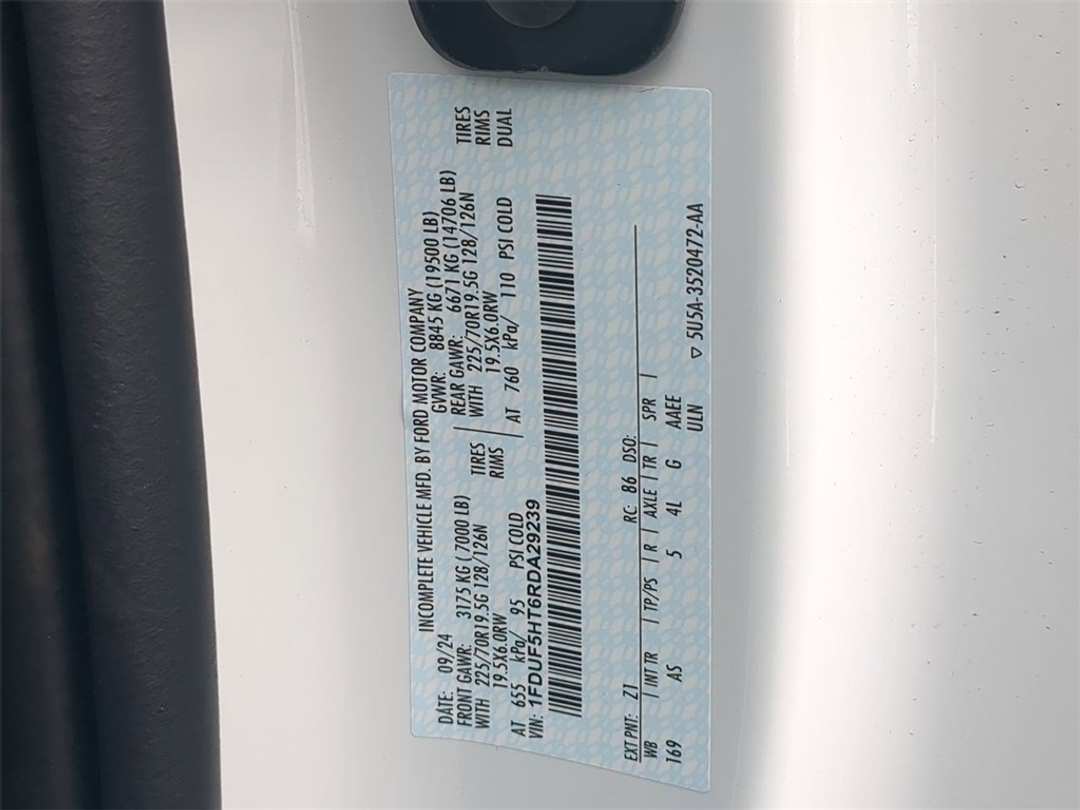 INCOMPLETE VEHICLE MFD. BY FORD MOTOR COMPANY
DATE: 09/24 GVWR: 8845 KG (19500 LB)
FRONT GAWR: 3175 KG ( 7000 LB) REAR GAWR: 6671 KG (14706 LB)
WITH 225/70R19.5G 128/126N TIRES WITH 225/70R19.5G 128/126N TIRES
19.5X6.0RW RIMS 19.5X6.0RW RIMS
AT 655 kPa/ 95 PSI COLD AT 760 kPa/ 110 PSI COLD DUAL
VIN: 1FDUF5HT6RDA29239
EXT PNT: Z1 RC: 86 DSO:
WB | INT TR | TP/PS | R | AXLE | TR | SPR |
169 AS 5 4L G AAEE
ULN
▽ 5U5A-3520472-AA